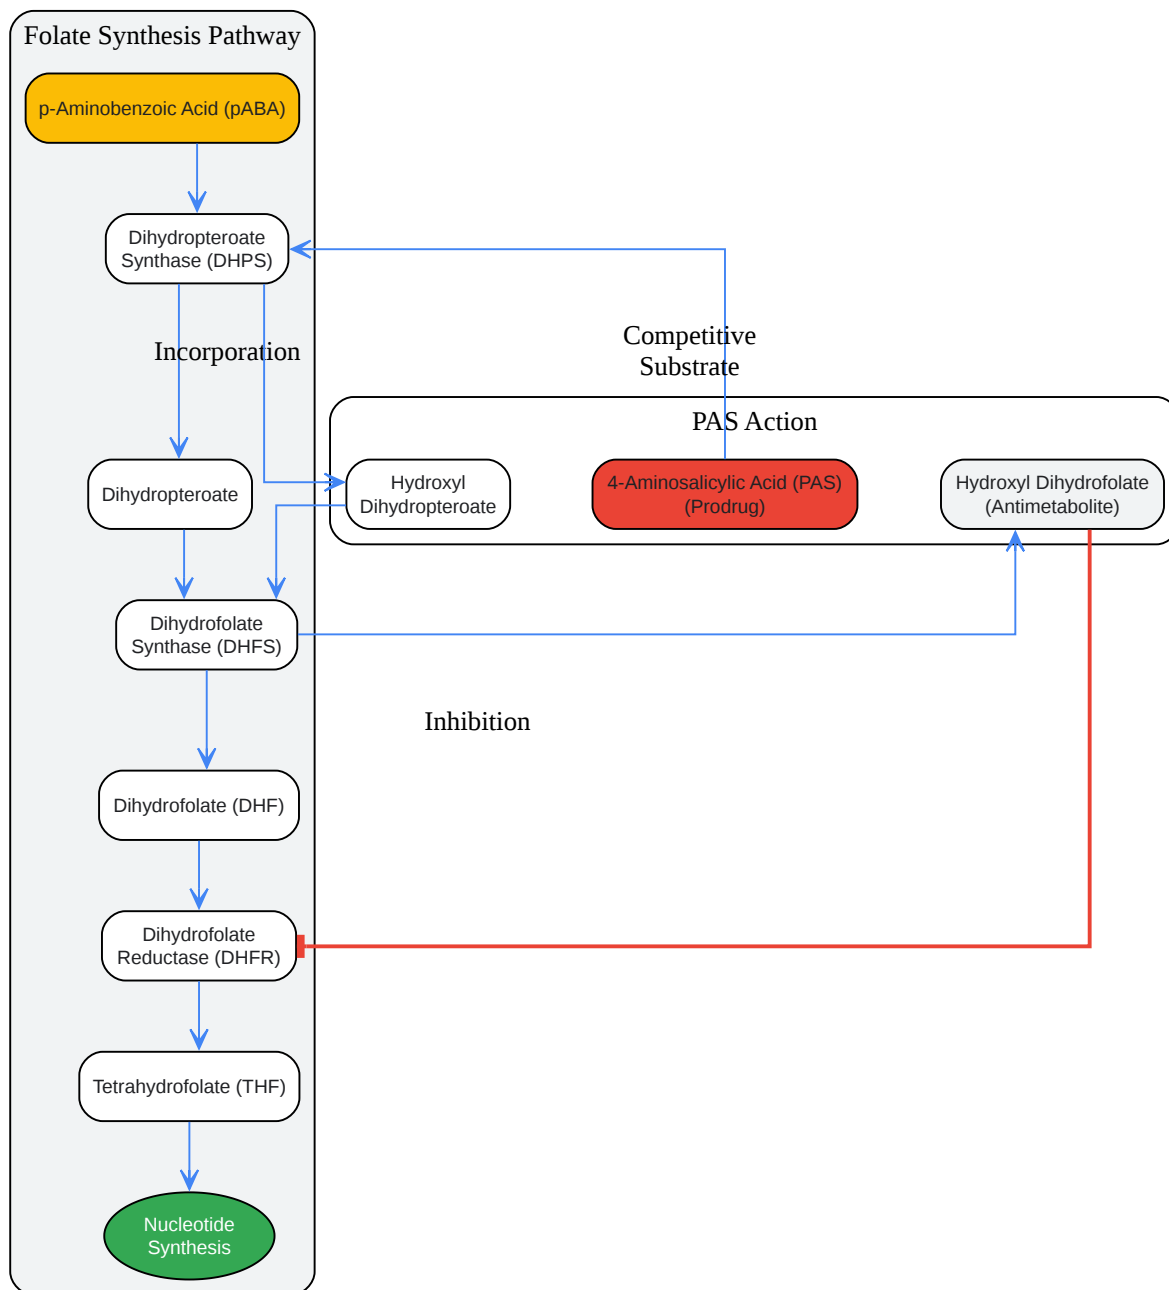 Folate Synthesis Pathway
p-Aminobenzoic Acid (pABA)
Dihydropteroate
Synthase (DHPS)
Incorporation
Competitive
Substrate
PAS Action
Dihydropteroate
Hydroxyl
Dihydropteroate
4-Aminosalicylic Acid (PAS)
(Prodrug)
Hydroxyl Dihydrofolate
(Antimetabolite)
Dihydrofolate
Synthase (DHFS)
Inhibition
Dihydrofolate (DHF)
Dihydrofolate
Reductase (DHFR)
Tetrahydrofolate (THF)
Nucleotide
Synthesis